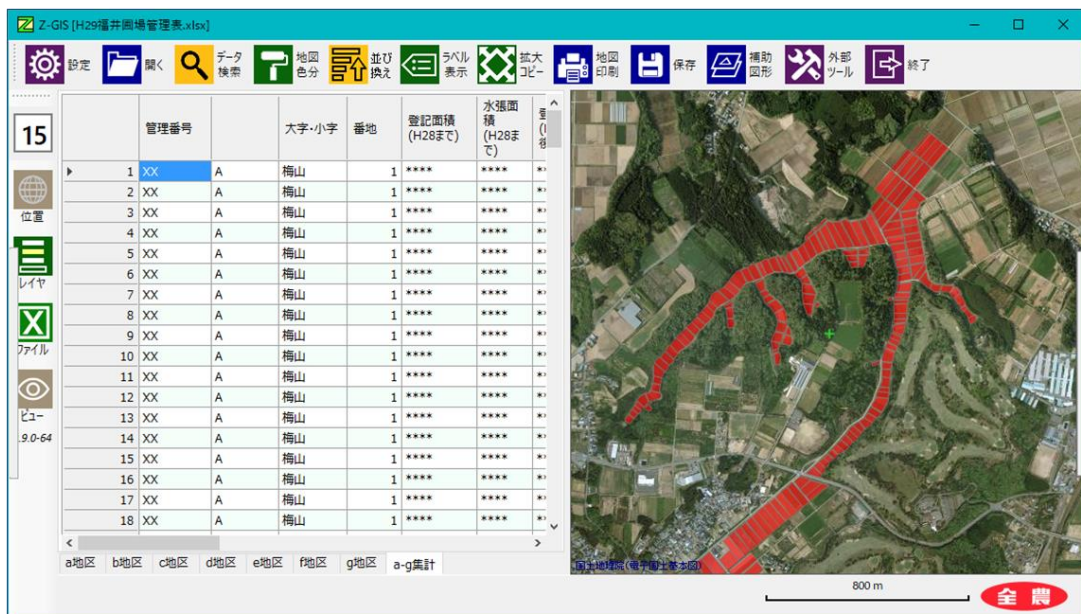 Z-GIS [H29福井圃場管理表.xlsx]
設定 開く データ検索 地図色分 並び換え ラベル表示 拡大コピー 地図印刷 保存 補助図形 外部ツール 終了
15
位置
レイヤ
ファイル
ビュー
.9.0-64
管理番号 大字・小字 番地 登記面積(H28まで) 水張面積(H28まで)
1 XX A 梅山 1 **** ****
2 XX A 梅山 1 **** ****
3 XX A 梅山 1 **** ****
4 XX A 梅山 1 **** ****
5 XX A 梅山 1 **** ****
6 XX A 梅山 1 **** ****
7 XX A 梅山 1 **** ****
8 XX A 梅山 1 **** ****
9 XX A 梅山 1 **** ****
10 XX A 梅山 1 **** ****
11 XX A 梅山 1 **** ****
12 XX A 梅山 1 **** ****
13 XX A 梅山 1 **** ****
14 XX A 梅山 1 **** ****
15 XX A 梅山 1 **** ****
16 XX A 梅山 1 **** ****
17 XX A 梅山 1 **** ****
18 XX A 梅山 1 **** ****
a地区 b地区 c地区 d地区 e地区 f地区 g地区 a-g集計
国土地理院(電子国土基本図)
800 m
全農